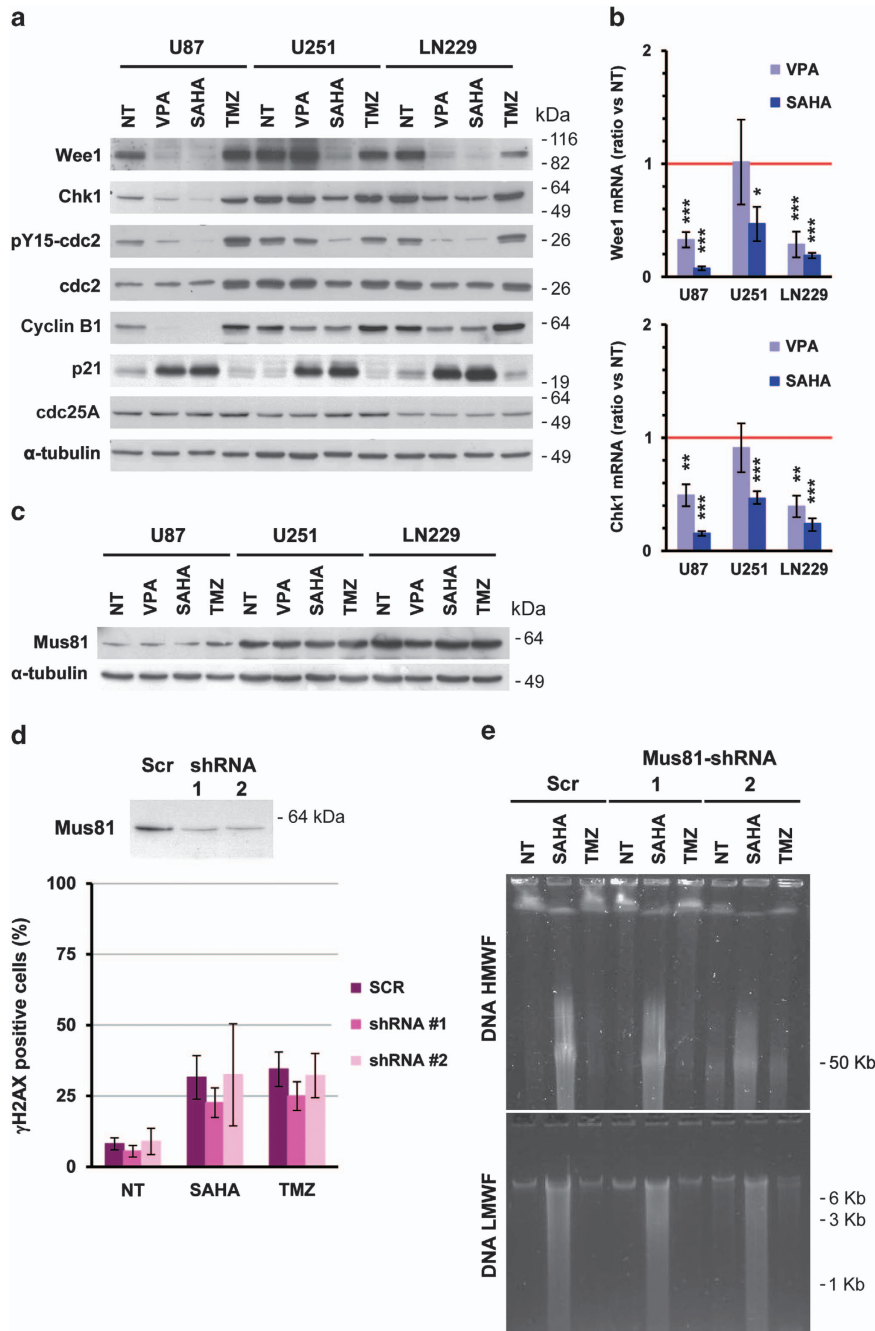 a
U87 U251 LN229
NT VPA SAHA TMZ NT VPA SAHA TMZ NT VPA SAHA TMZ
kDa
Wee1
- 116
- 82
Chk1
- 64
- 49
pY15-cdc2
- 26
cdc2
- 26
Cyclin B1
- 64
p21
- 19
cdc25A
- 64
- 49
α-tubulin
- 49
b
Wee1 mRNA (ratio vs NT)
2
1
0
VPA
SAHA
*** *** * *** ***
U87 U251 LN229
Chk1 mRNA (ratio vs NT)
2
1
0
VPA
SAHA
** *** *** ** ***
U87 U251 LN229
c
U87 U251 LN229
NT VPA SAHA TMZ NT VPA SAHA TMZ NT VPA SAHA TMZ
kDa
Mus81
- 64
α-tubulin
- 49
d
Scr shRNA
1 2
Mus81
- 64 kDa
γH2AX positive cells (%)
100
75
50
25
0
NT SAHA TMZ
SCR
shRNA #1
shRNA #2
e
Mus81-shRNA
Scr 1 2
NT SAHA TMZ NT SAHA TMZ NT SAHA TMZ
DNA HMWF
- 50 Kb
DNA LMWF
- 6 Kb
- 3 Kb
- 1 Kb